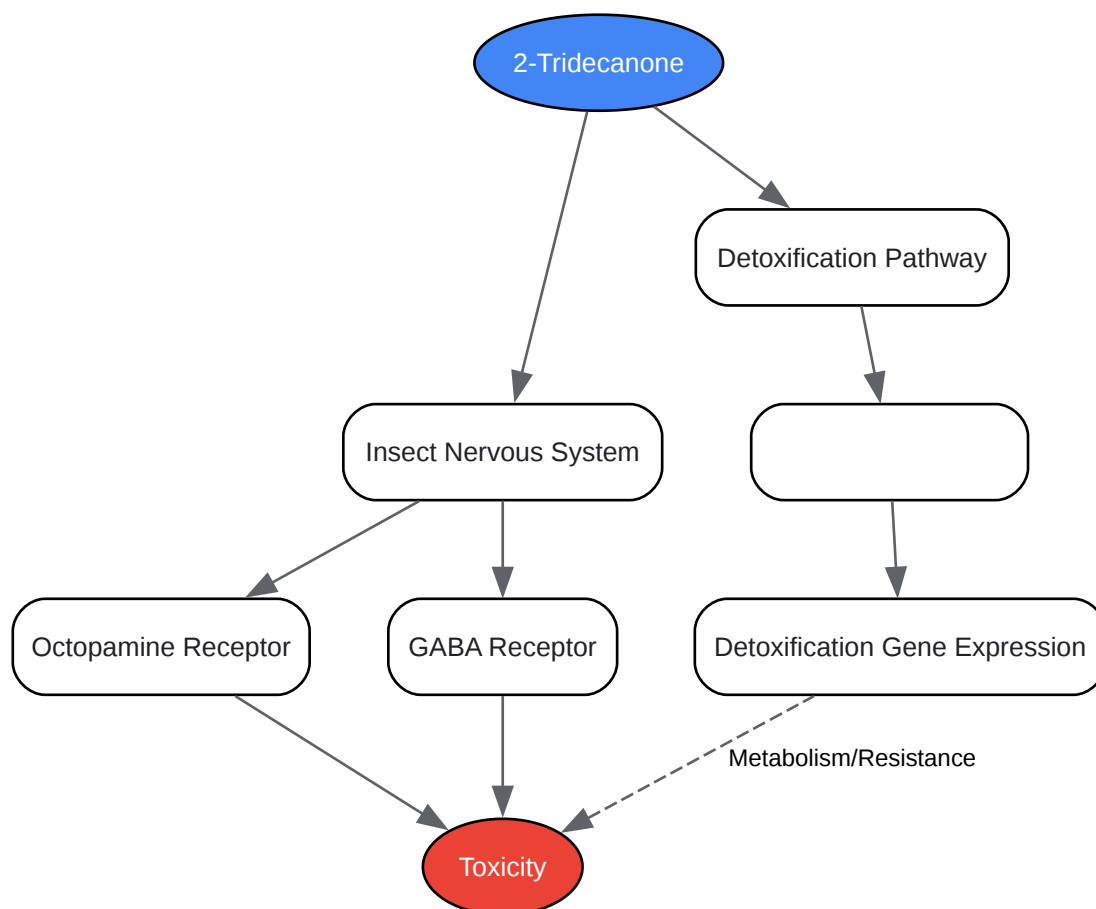 2-Tridecanone
Detoxification Pathway
Insect Nervous System
Octopamine Receptor
GABA Receptor
Detoxification Gene Expression
Metabolism/Resistance
Toxicity